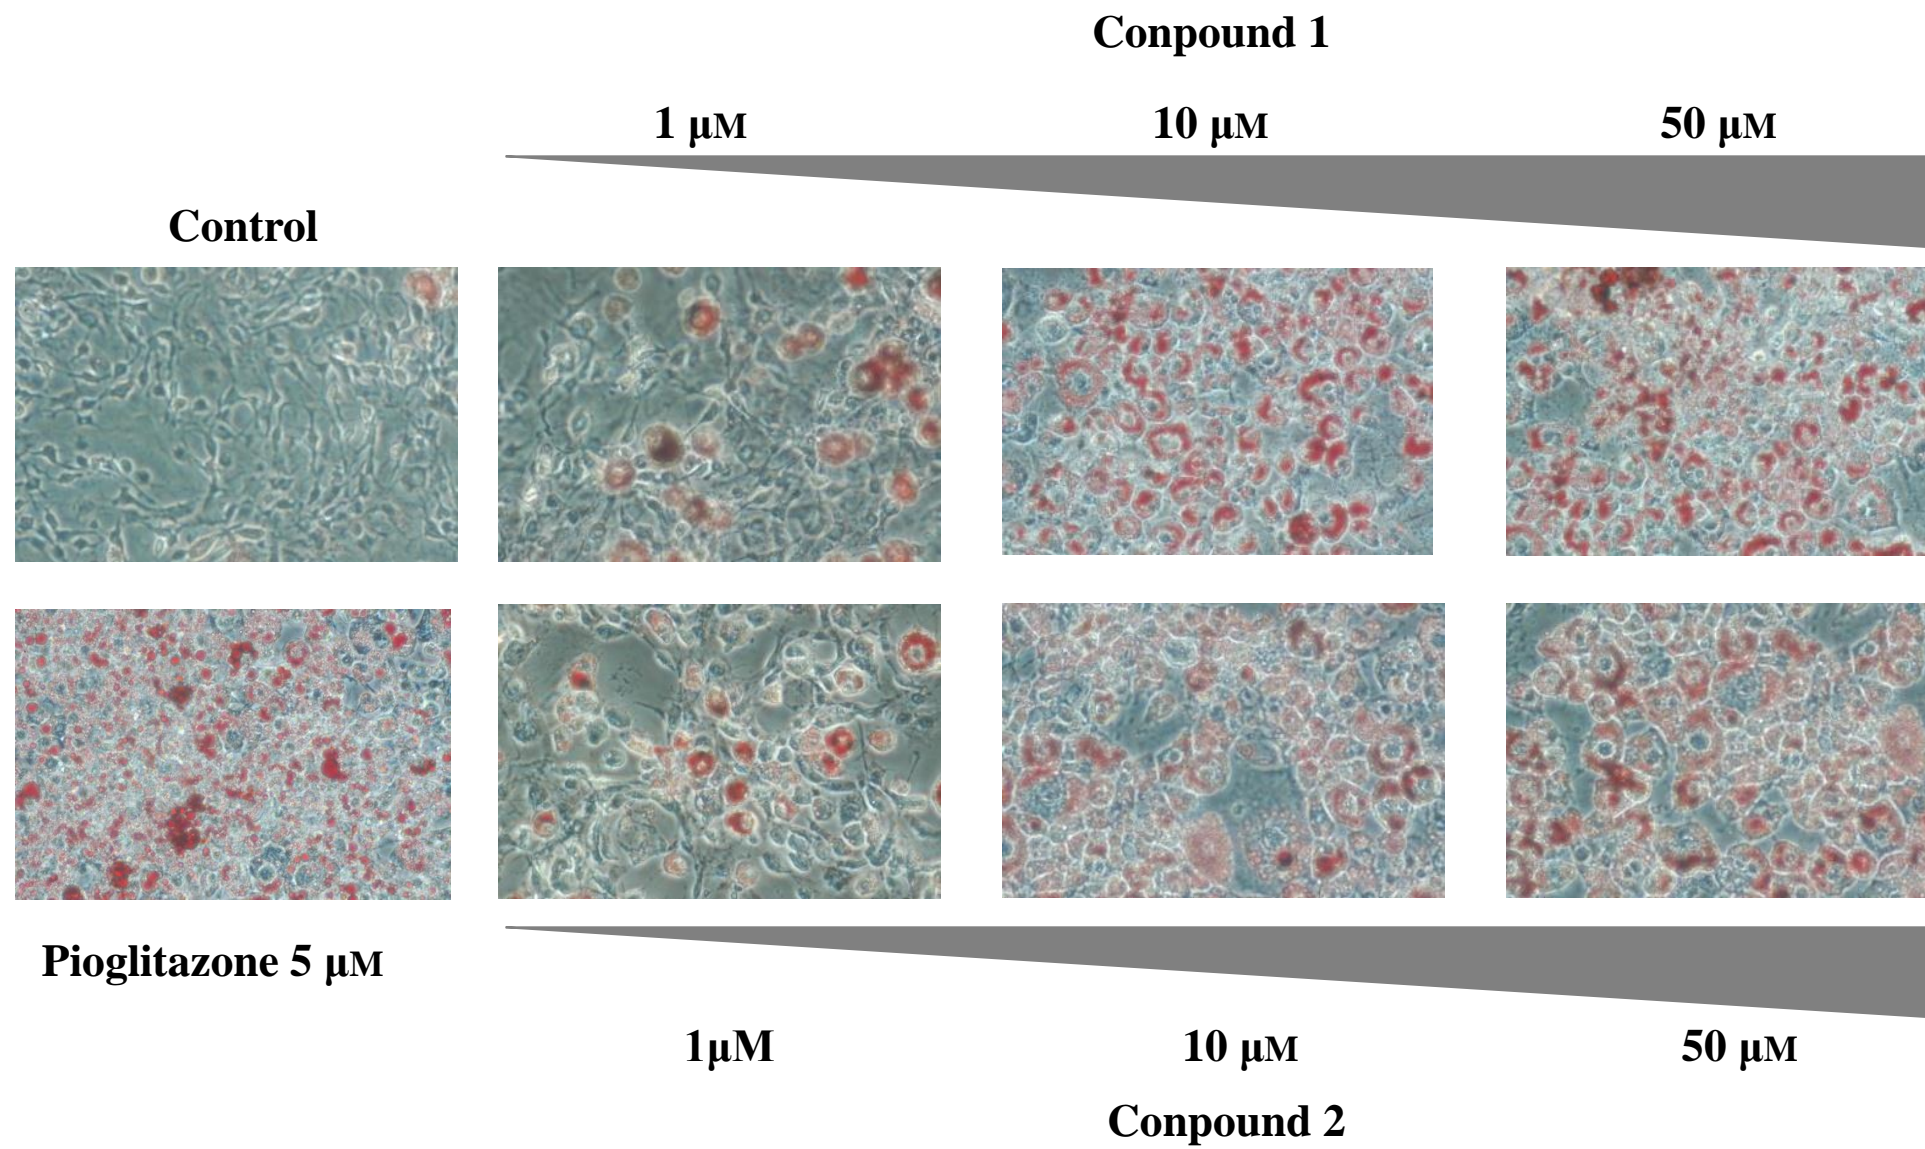 Conpound 1
1 μM
10 μM
50 μM
Control
Pioglitazone 5 μM
1μM
10 μM
50 μM
Conpound 2